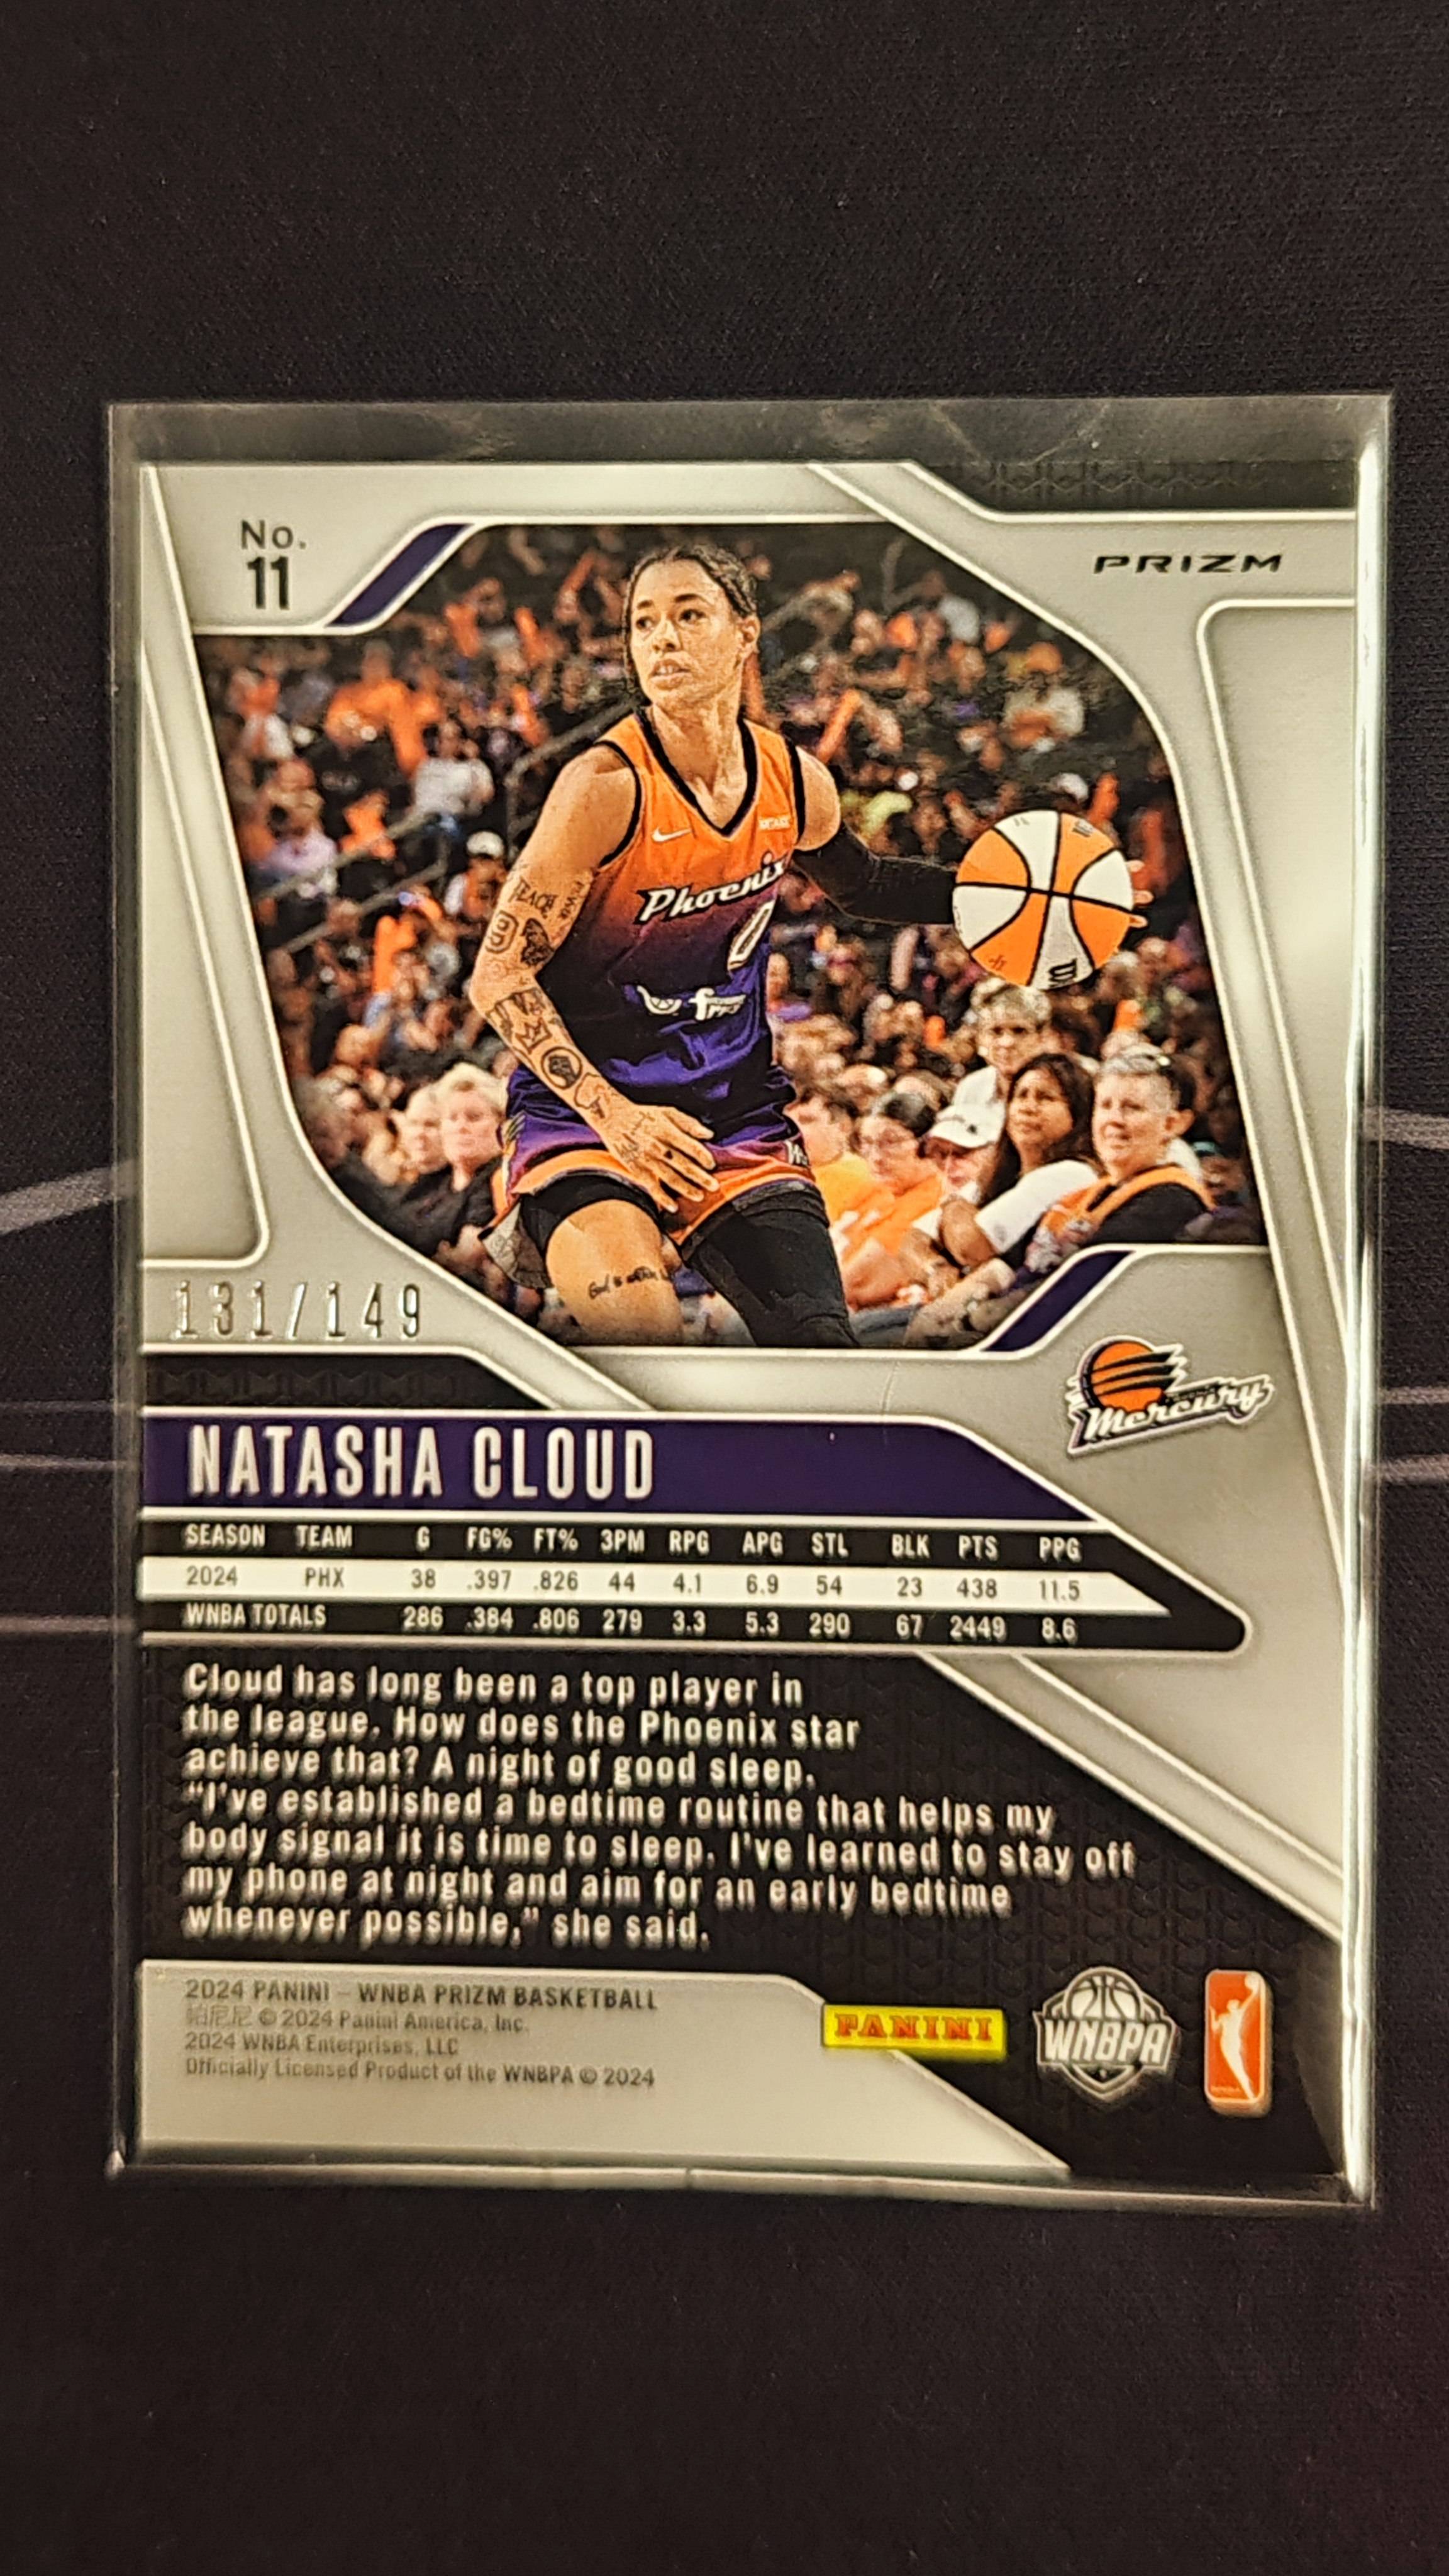 No.
11
PRIZM
TEACH
Phoenix
0
131/149
Mercury
NATASHA CLOUD
SEASON TEAM G FG% FT% 3PM RPG APG STL BLK PTS PPG
2024 PHX 38 .397 .826 44 4.1 6.9 54 23 438 11.5
WNBA TOTALS 286 .384 .806 279 3.3 5.3 290 67 2449 8.6
Cloud has long been a top player in
the league. How does the Phoenix star
achieve that? A night of good sleep.
“I’ve established a bedtime routine that helps my
body signal it is time to sleep. I’ve learned to stay off
my phone at night and aim for an early bedtime
whenever possible,” she said.
2024 PANINI – WNBA PRIZM BASKETBALL
帕尼尼 © 2024 Panini America, Inc.
2024 WNBA Enterprises, LLC
Officially Licensed Product of the WNBPA © 2024
PANINI
WNBPA